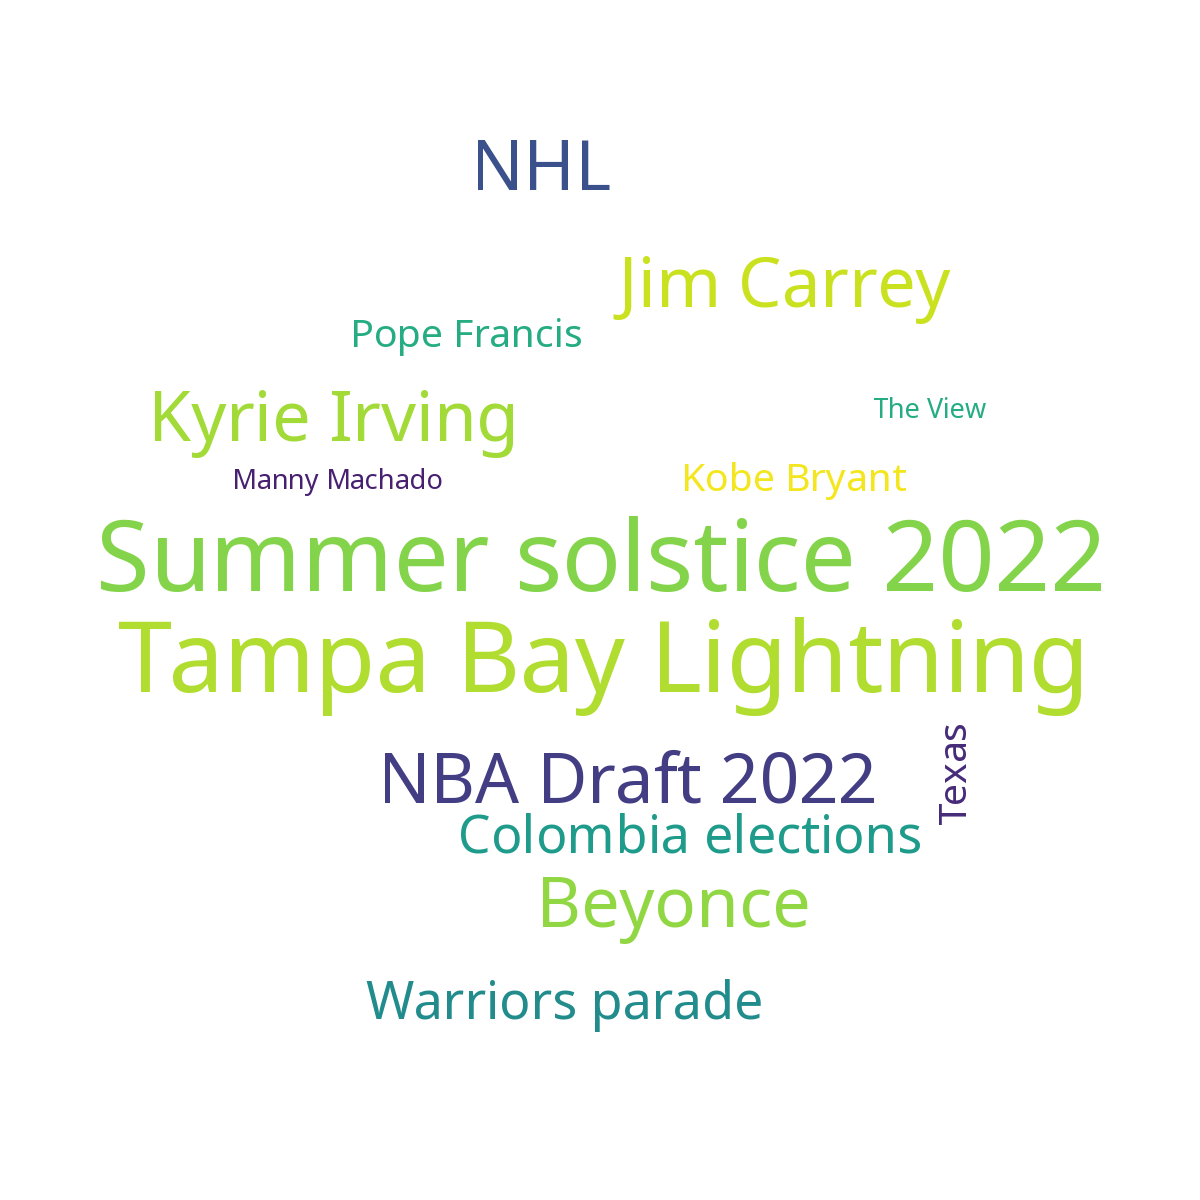 NHL
Jim Carrey
Pope Francis
Kyrie Irving
The View
Manny Machado
Kobe Bryant
Summer solstice 2022
Tampa Bay Lightning
Texas
NBA Draft 2022
Colombia elections
Beyonce
Warriors parade